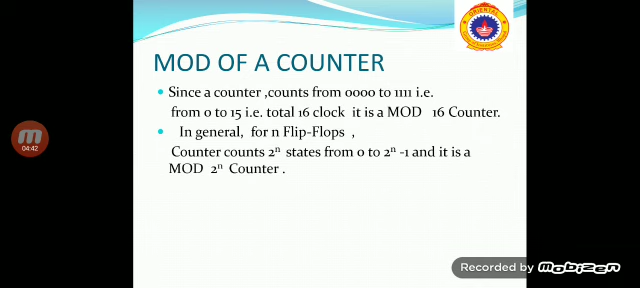 ORIENTAL
MOD OF A COUNTER
Since a counter ,counts from 0000 to 1111 i.e.
from 0 to 15 i.e. total 16 clock it is a MOD 16 Counter.
In general, for n Flip-Flops ,
Counter counts 2ⁿ states from 0 to 2ⁿ -1 and it is a
MOD 2ⁿ Counter .
04:42
Recorded by mobizen